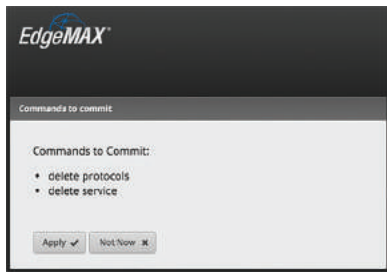 EdgeMAX
Commands to commit
Commands to Commit:
• delete protocols
• delete service
Apply ✔ Not Now ✖